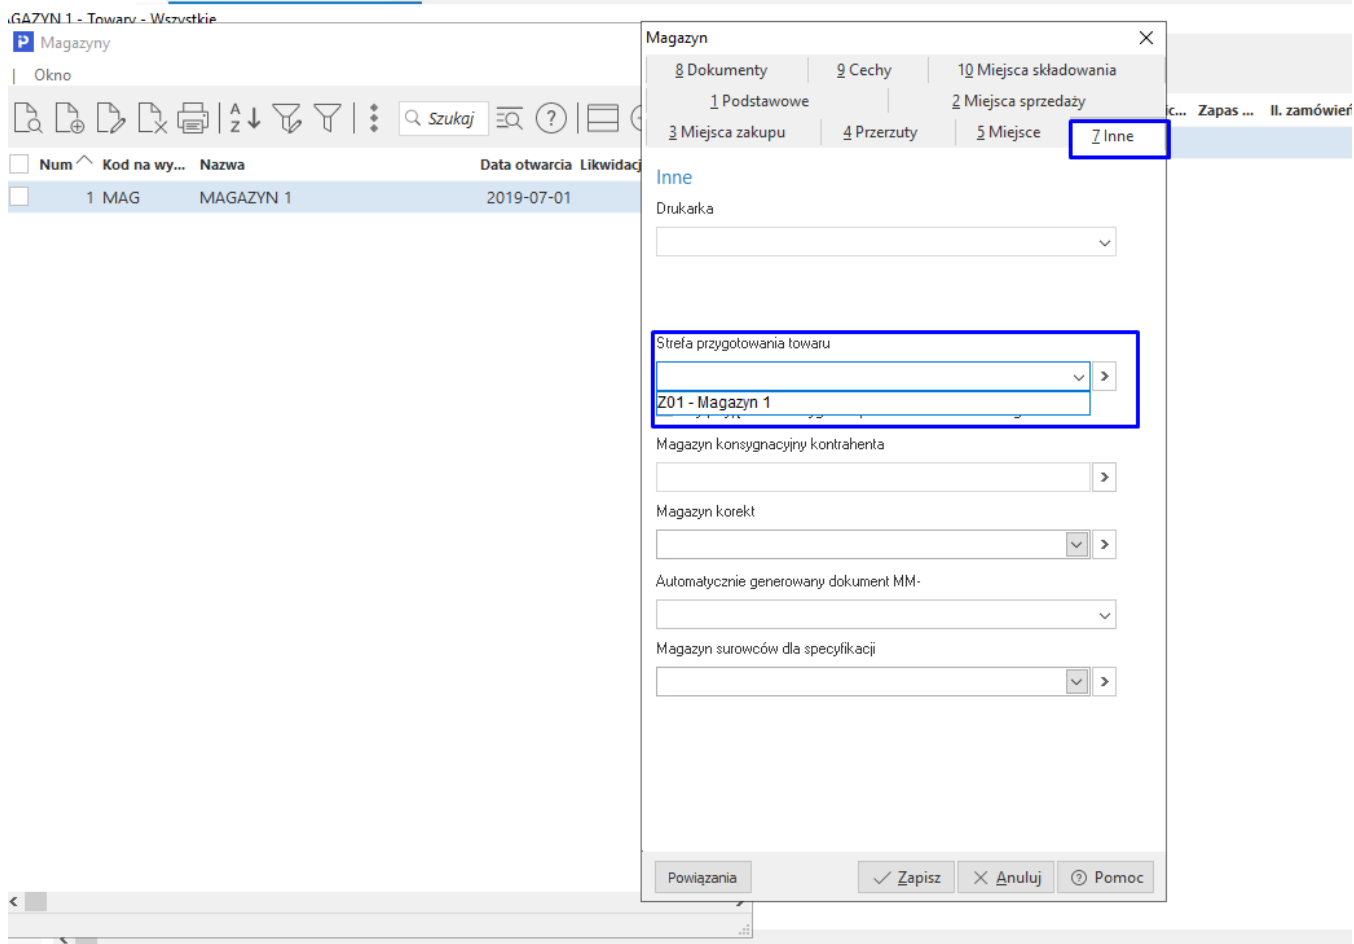 AGAZYN 1 - Towary - Wszystkie
Magazyny
Okno
Szukaj
Num Kod na wy... Nazwa Data otwarcia Likwidacj
1 MAG MAGAZYN 1 2019-07-01
Magazyn
8 Dokumenty 9 Cechy 10 Miejsca składowania
1 Podstawowe 2 Miejsca sprzedaży
3 Miejsca zakupu 4 Przerzuty 5 Miejsce 7 Inne
Inne
Drukarka
Strefa przygotowania towaru
Z01 - Magazyn 1
Magazyn konsygnacyjny kontrahenta
Magazyn korekt
Automatycznie generowany dokument MM-
Magazyn surowców dla specyfikacji
Powiązania Zapisz Anuluj Pomoc
c... Zapas ... II. zamówień